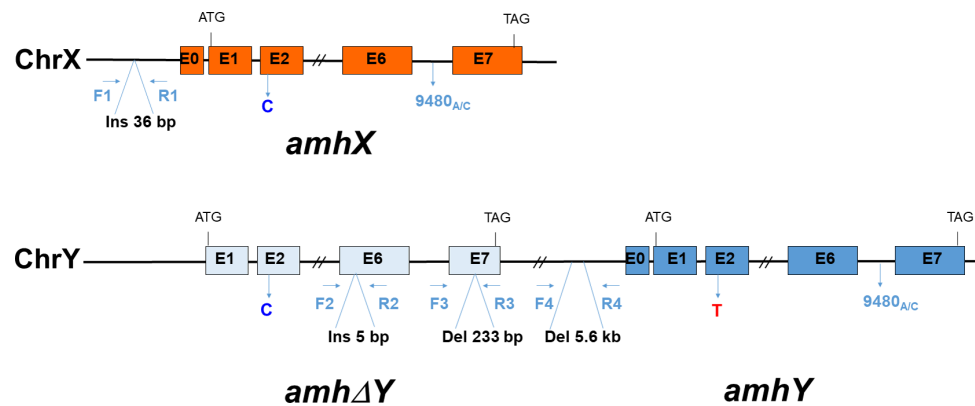 ATG
TAG
ChrX
E0 E1 E2 // E6 E7
F1 R1
C
9480A/C
Ins 36 bp
amhX
ATG
TAG
ATG
TAG
ChrY
E1 E2 // E6 E7 // E0 E1 E2 // E6 E7
C
F2 R2
F3 R3
F4 R4
T
9480A/C
Ins 5 bp
Del 233 bp
Del 5.6 kb
amhΔY
amhY